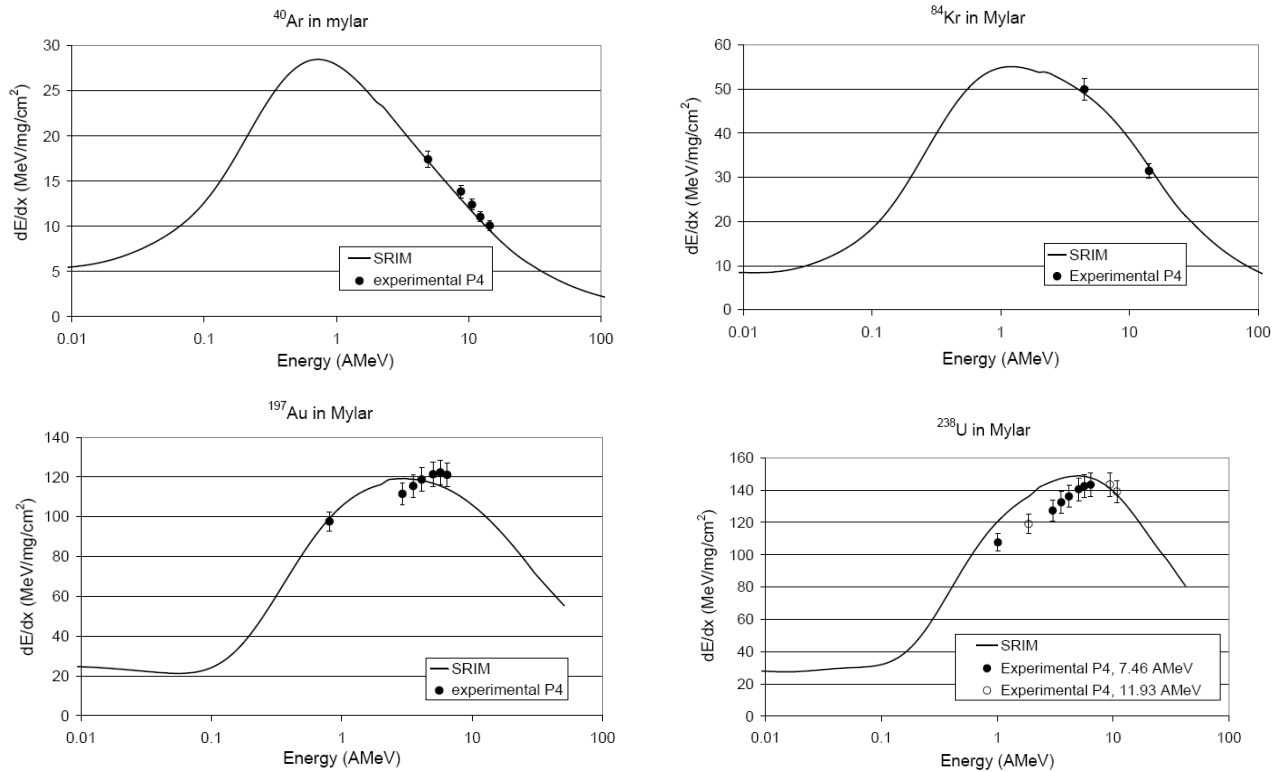 ⁴⁰Ar in mylar
dE/dx (MeV/mg/cm²)
30
25
20
15
10
5
0
SRIM
experimental P4
0.01 0.1 1 10 100
Energy (AMeV)
⁸⁴Kr in Mylar
dE/dx (MeV/mg/cm²)
60
50
40
30
20
10
0
SRIM
Experimental P4
0.01 0.1 1 10 100
Energy (AMeV)
¹⁹⁷Au in Mylar
dE/dx (MeV/mg/cm²)
140
120
100
80
60
40
20
0
SRIM
experimental P4
0.01 0.1 1 10 100
Energy (AMeV)
²³⁸U in Mylar
dE/dx (MeV/mg/cm²)
160
140
120
100
80
60
40
20
0
SRIM
Experimental P4, 7.46 AMeV
Experimental P4, 11.93 AMeV
0.01 0.1 1 10 100
Energy (AMeV)